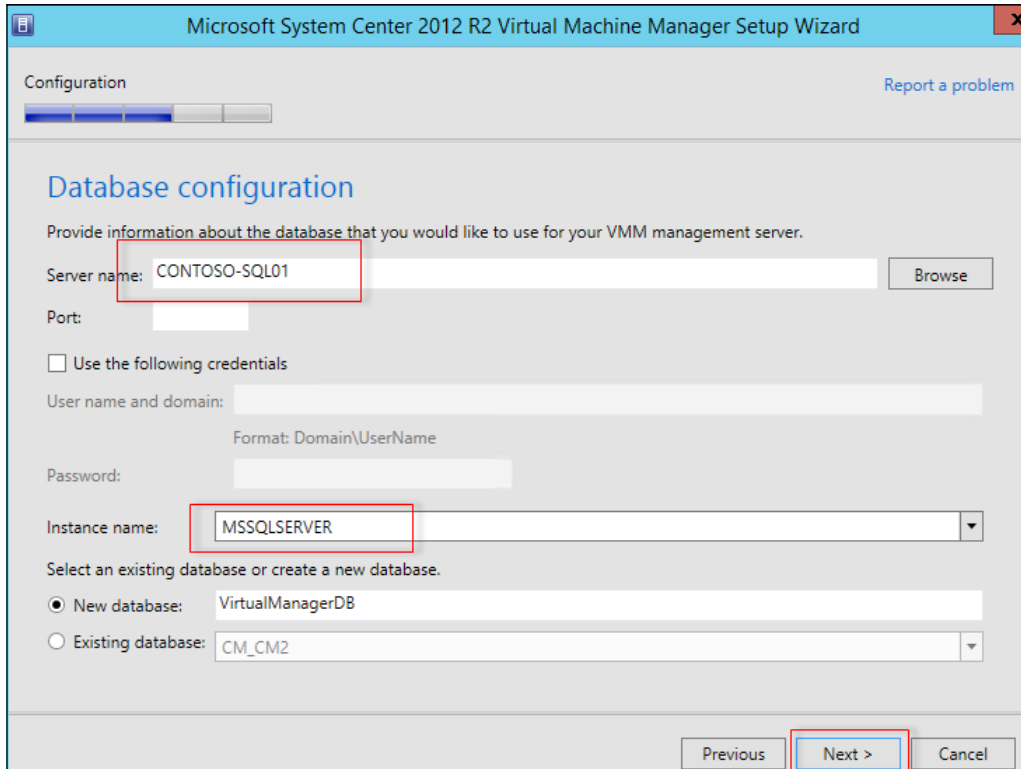 Microsoft System Center 2012 R2 Virtual Machine Manager Setup Wizard
x
Configuration
Report a problem
Database configuration
Provide information about the database that you would like to use for your VMM management server.
Server name: CONTOSO-SQL01 Browse
Port:
Use the following credentials
User name and domain:
Format: Domain\UserName
Password:
Instance name: MSSQLSERVER
Select an existing database or create a new database.
New database: VirtualManagerDB
Existing database: CM_CM2
Previous Next > Cancel